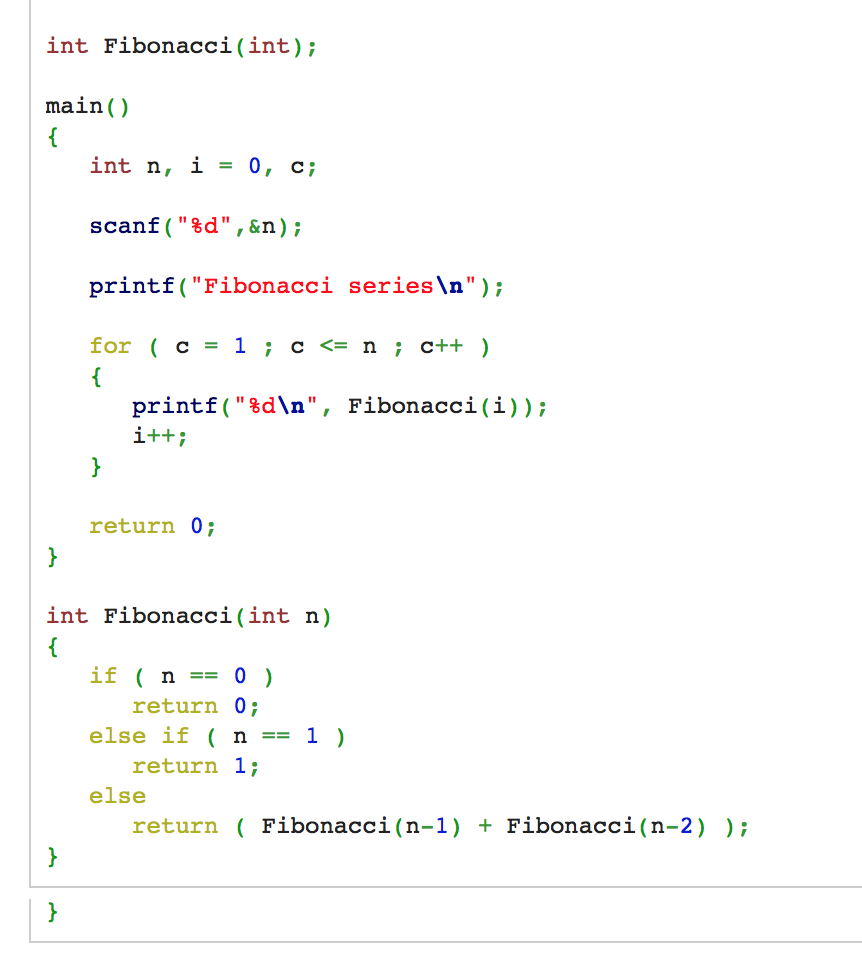 int Fibonacci(int);
main()
{
int n, i = 0, c;
scanf("%d",&n);
printf("Fibonacci series\n");
for ( c = 1 ; c <= n ; c++ )
{
printf("%d\n", Fibonacci(i));
i++;
}
return 0;
}
int Fibonacci(int n)
{
if ( n == 0 )
return 0;
else if ( n == 1 )
return 1;
else
return ( Fibonacci(n-1) + Fibonacci(n-2) );
}
}